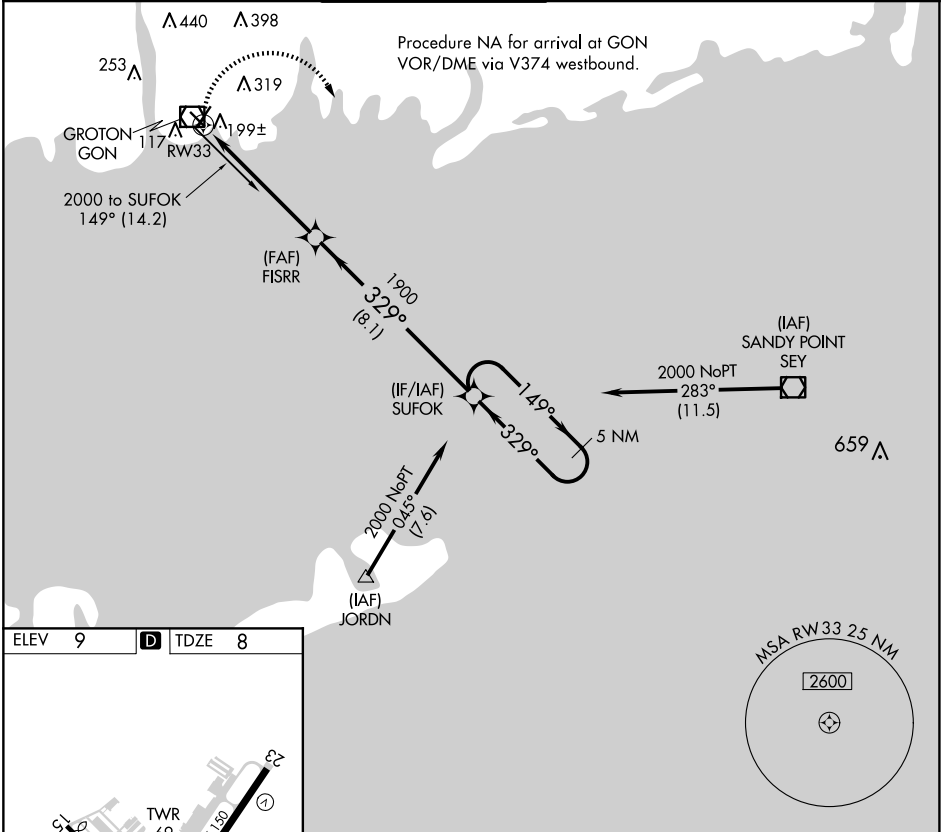 440
398
Procedure NA for arrival at GON
VOR/DME via V374 westbound.
253
319
GROTON
GON
117
199±
RW33
2000 to SUFOK
149° (14.2)
(FAF)
FISRR
1900
329°
(8.1)
(IAF)
SANDY POINT
SEY
2000 NoPT
283°
(11.5)
(IF/IAF)
SUFOK
149°
329°
5 NM
659
2000 NoPT
045°
(7.6)
(IAF)
JORDN
ELEV 9
D
TDZE 8
MSA RW33 25 NM
2600
23
V
TWR
150
15